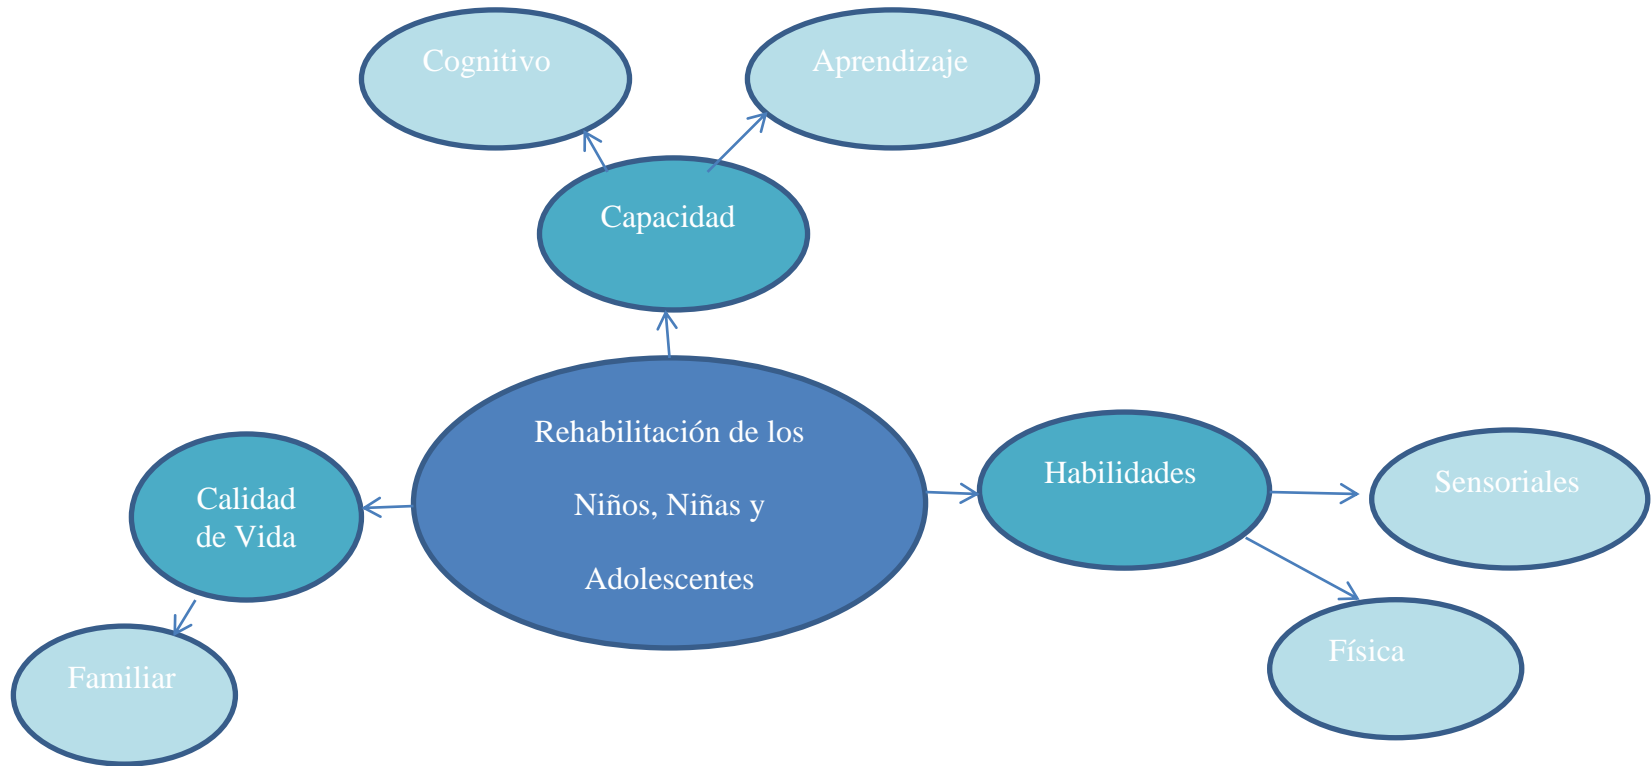 Cognitivo
Aprendizaje
Capacidad
Rehabilitación de los
Niños, Niñas y
Adolescentes
Calidad
de Vida
Habilidades
Sensoriales
Física
Familiar